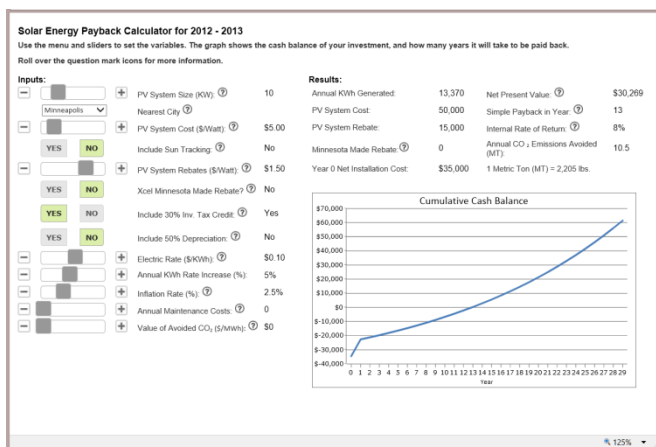 Solar Energy Payback Calculator for 2012 - 2013
Use the menu and sliders to set the variables. The graph shows the cash balance of your investment, and how many years it will take to be paid back.
Roll over the question mark icons for more information.
Inputs:
− + PV System Size (KW): ? 10
Minneapolis Nearest City ?
− + PV System Cost ($/Watt): ? $5.00
YES NO Include Sun Tracking: ? No
− + PV System Rebates ($/Watt): ? $1.50
YES NO Xcel Minnesota Made Rebate? ? No
YES NO Include 30% Inv. Tax Credit: ? Yes
YES NO Include 50% Depreciation: ? No
− + Electric Rate ($/KWh): ? $0.10
− + Annual KWh Rate Increase (%): 5%
− + Inflation Rate (%): ? 2.5%
− + Annual Maintenance Costs: ? 0
− + Value of Avoided CO₂ ($/MWh): ? $0
Results:
Annual KWh Generated: 13,370 Net Present Value: ? $30,269
PV System Cost: 50,000 Simple Payback in Year: ? 13
PV System Rebate: 15,000 Internal Rate of Return: ? 8%
Minnesota Made Rebate: ? 0 Annual CO ₂ Emissions Avoided
(MT): 10.5
Year 0 Net Installation Cost: $35,000 1 Metric Ton (MT) = 2,205 lbs.
Cumulative Cash Balance
$70,000
$60,000
$50,000
$40,000
$30,000
$20,000
$10,000
$0
$-10,000
$-20,000
$-30,000
$-40,000
0 1 2 3 4 5 6 7 8 9 10 11 12 13 14 15 16 17 18 19 20 21 22 23 24 25 26 27 28 29
Year
125%